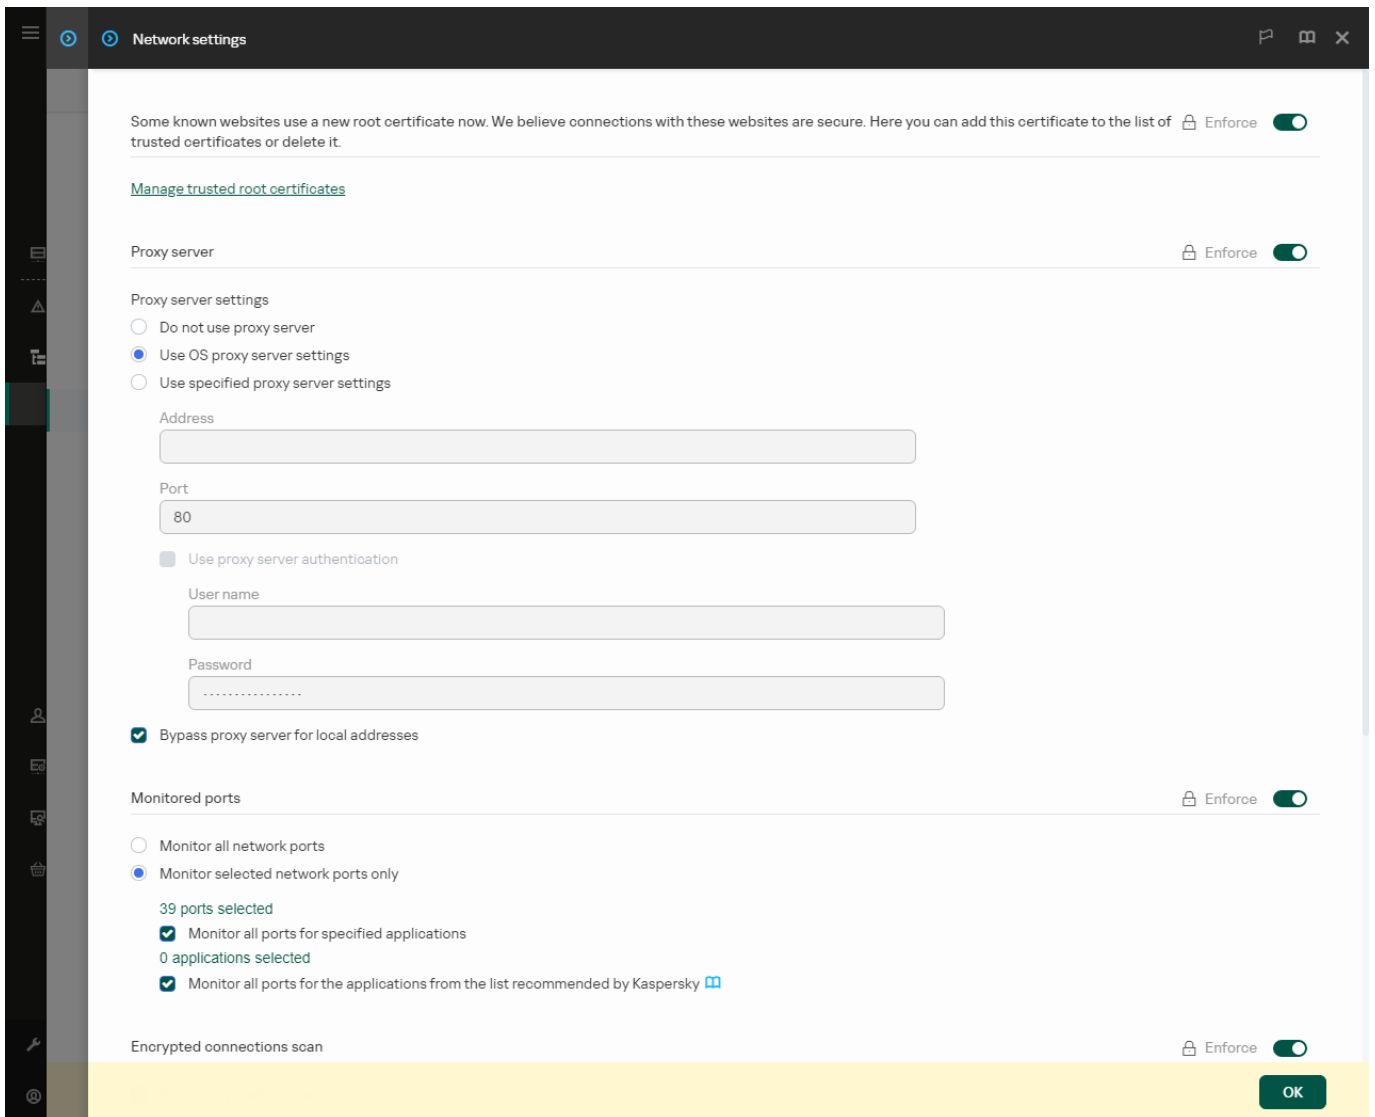 Network settings
Some known websites use a new root certificate now. We believe connections with these websites are secure. Here you can add this certificate to the list of
trusted certificates or delete it.
Enforce
Manage trusted root certificates
Proxy server
Enforce
Proxy server settings
Do not use proxy server
Use OS proxy server settings
Use specified proxy server settings
Address
Port
80
Use proxy server authentication
User name
Password
Bypass proxy server for local addresses
Monitored ports
Enforce
Monitor all network ports
Monitor selected network ports only
39 ports selected
Monitor all ports for specified applications
0 applications selected
Monitor all ports for the applications from the list recommended by Kaspersky
Encrypted connections scan
Enforce
OK